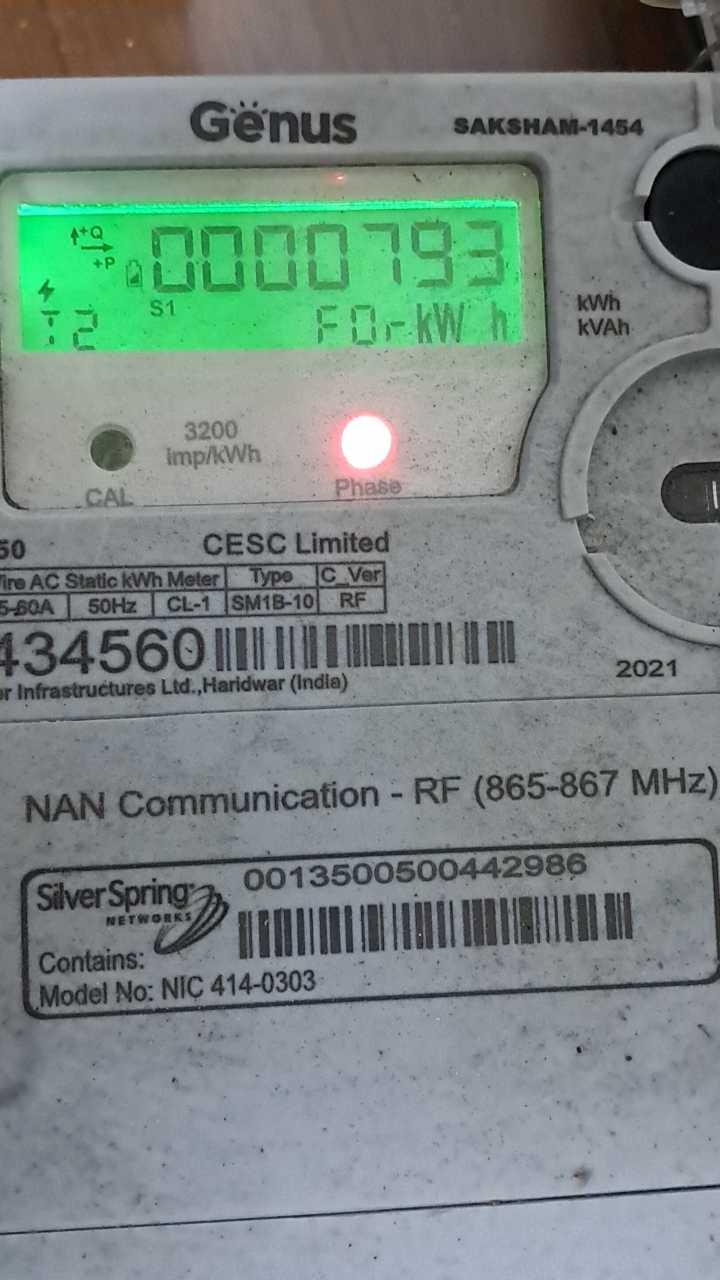 Genus
SAKSHAM-1454
+Q
+P
0000793
S1
T2 F0r kW h
kWh
kVAh
3200
imp/kWh
CAL
Phase
50
CESC Limited
Wire AC Static kWh Meter Type C_Ver
5-60A 50Hz CL-1 SM1B-10 RF
434560
2021
er Infrastructures Ltd.,Haridwar (India)
NAN Communication - RF (865-867 MHz)
0013500500442986
SilverSpring
NETWORKS
Contains:
Model No: NIC 414-0303